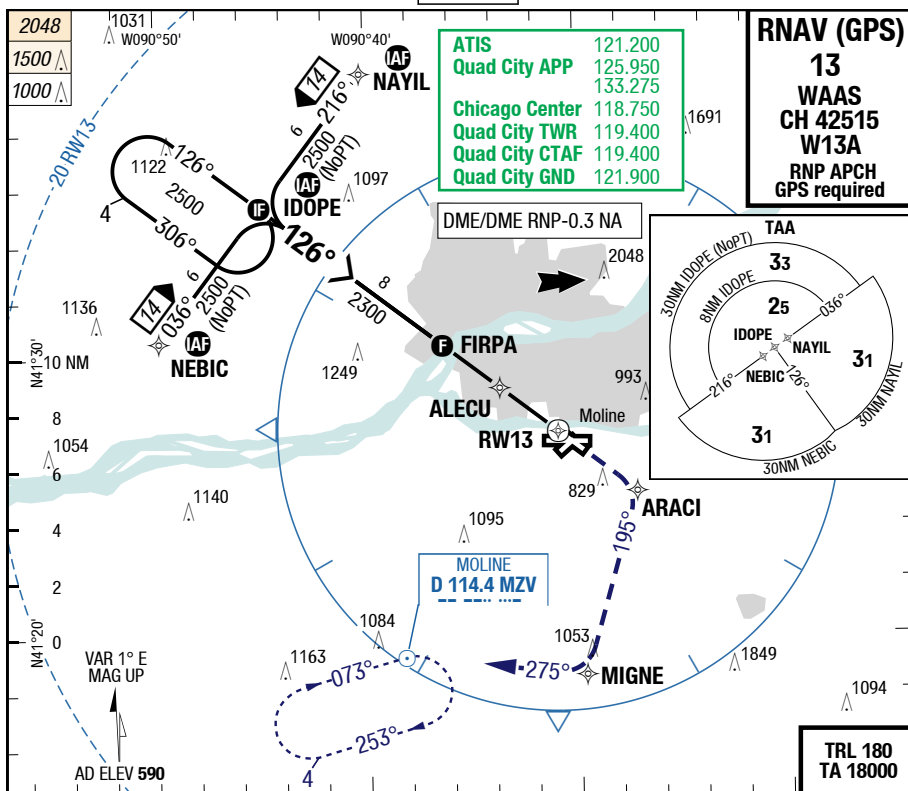 2048
1500
1000
1031
W090°50'
W090°40'
IAF
NAYIL
14
216°
6
2500
(NoPT)
ATIS 121.200
Quad City APP 125.950
133.275
Chicago Center 118.750
Quad City TWR 119.400
Quad City CTAF 119.400
Quad City GND 121.900
1691
RNAV (GPS)
13
WAAS
CH 42515
W13A
RNP APCH
GPS required
20 RW13
1122
126°
2500
4
306°
IF
IAF
IDOPE
1097
126°
DME/DME RNP-0.3 NA
2048
8
2300
1136
14
036°
6
2500
(NoPT)
IAF
NEBIC
TAA
30NM IDOPE (NoPT)
33
8NM IDOPE
25
036°
IDOPE
NAYIL
NEBIC
216°
126°
31
30NM NAYIL
31
30NM NEBIC
N41°30'
10 NM
F
FIRPA
1249
993
ALECU
8
Moline
RW13
1054
6
829
ARACI
1140
4
1095
195°
2
MOLINE
D 114.4 MZV
N41°20'
0
1084
1053
1163
073°
275°
MIGNE
1849
VAR 1° E
MAG UP
253°
4
1094
AD ELEV 590
TRL 180
TA 18000